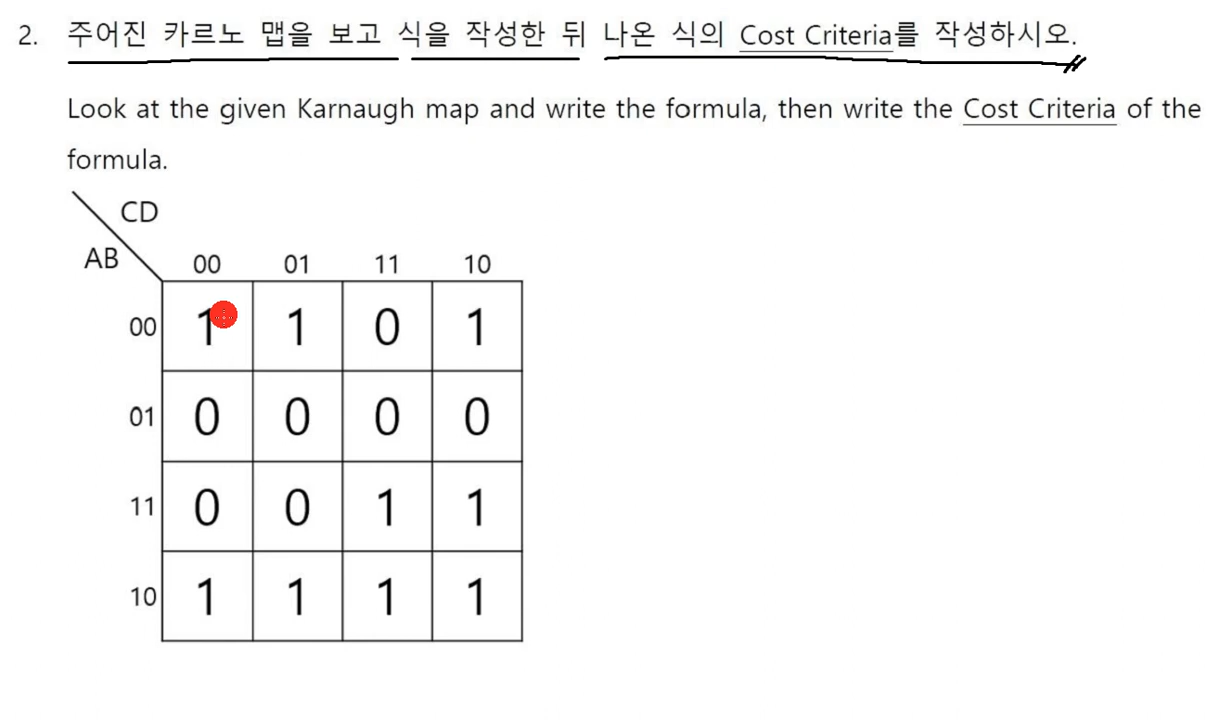 2. 주어진 카르노 맵을 보고 식을 작성한 뒤 나온 식의 Cost Criteria를 작성하시오.
Look at the given Karnaugh map and write the formula, then write the Cost Criteria of the
formula.
CD
AB
00 01 11 10
00 1 1 0 1
01 0 0 0 0
11 0 0 1 1
10 1 1 1 1